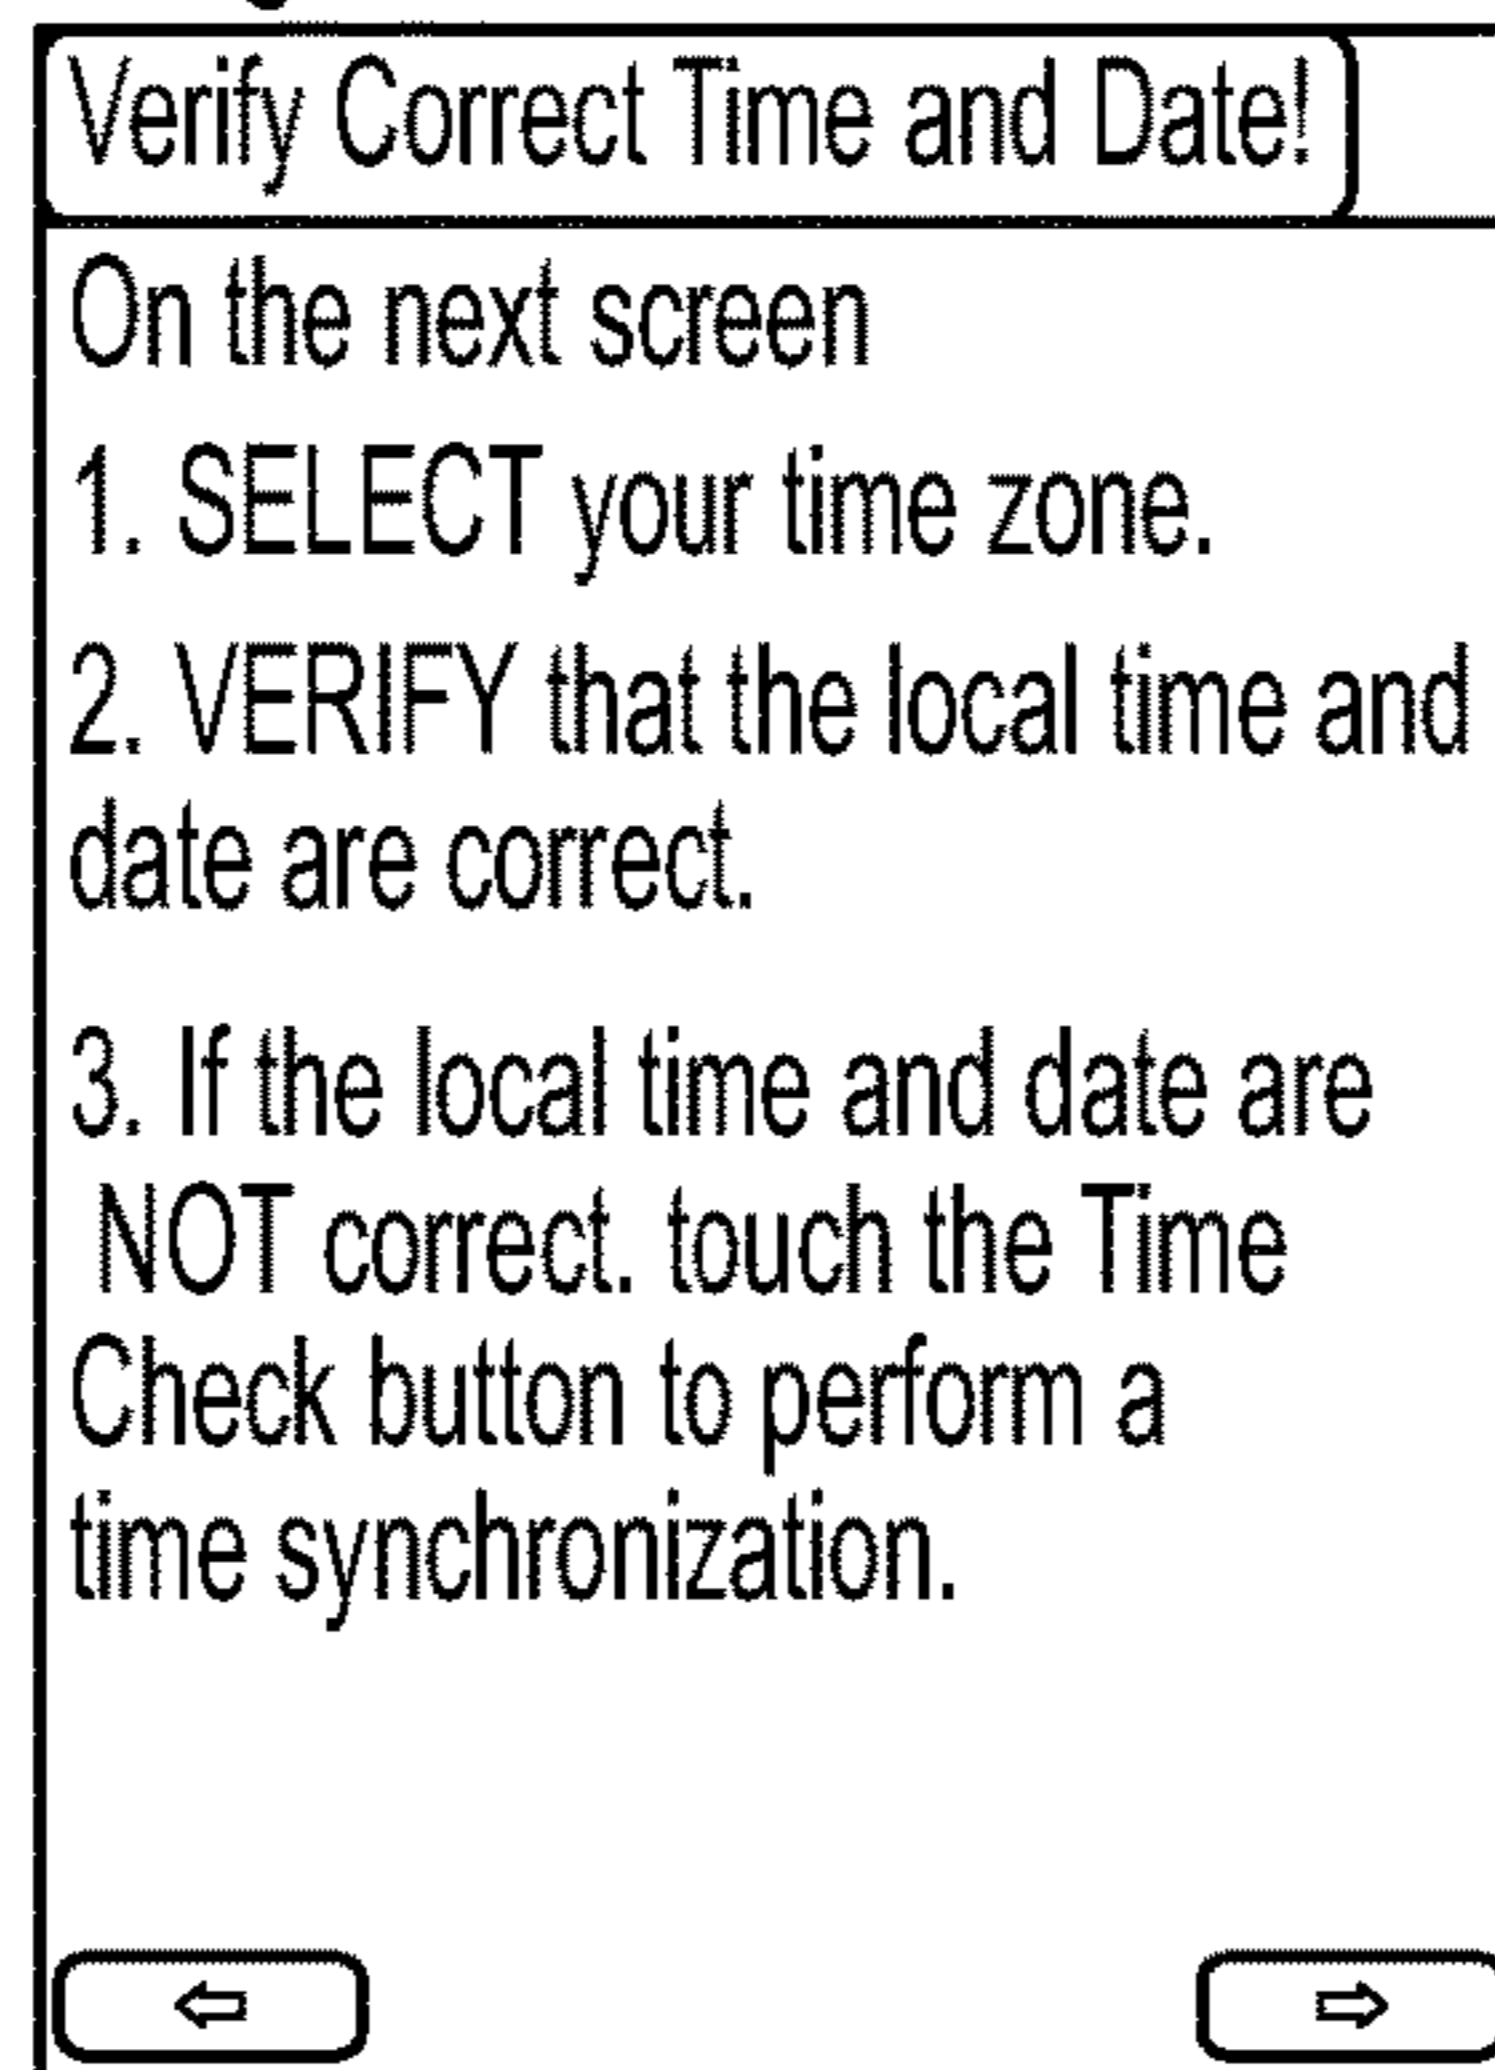 Verify Correct Time and Date!
On the next screen
1. SELECT your time zone.
2. VERIFY that the local time and
date are correct.
3. If the local time and date are
NOT correct. touch the Time
Check button to perform a
time synchronization.